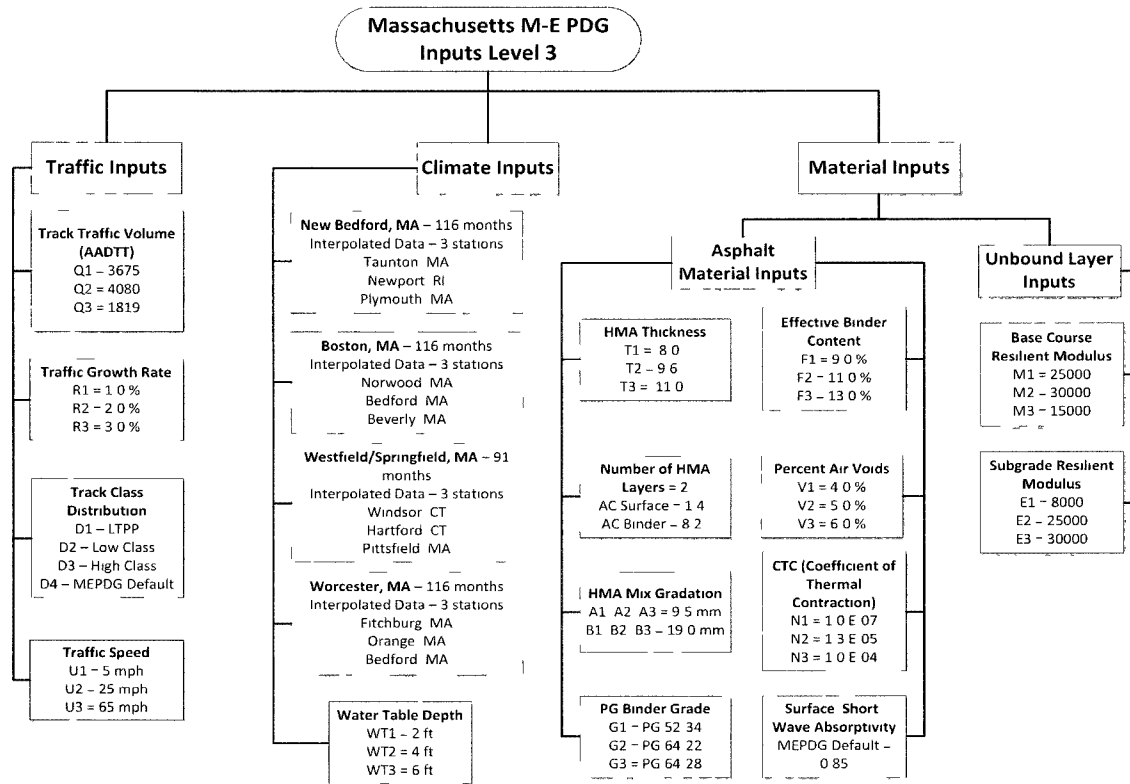 Massachusetts M-E PDG
Inputs Level 3
Traffic Inputs
Track Traffic Volume
(AADTT)
Q1 – 3675
Q2 = 4080
Q3 = 1819
Traffic Growth Rate
R1 = 1 0 %
R2 – 2 0 %
R3 = 3 0 %
Track Class
Distribution
D1 – LTPP
D2 – Low Class
D3 – High Class
D4 – MEPDG Default
Traffic Speed
U1 – 5 mph
U2 – 25 mph
U3 = 65 mph
Climate Inputs
New Bedford, MA – 116 months
Interpolated Data – 3 stations
Taunton MA
Newport RI
Plymouth MA
Boston, MA – 116 months
Interpolated Data – 3 stations
Norwood MA
Bedford MA
Beverly MA
Westfield/Springfield, MA – 91
months
Interpolated Data – 3 stations
Windsor CT
Hartford CT
Pittsfield MA
Worcester, MA – 116 months
Interpolated Data – 3 stations
Fitchburg MA
Orange MA
Bedford MA
Water Table Depth
WT1 – 2 ft
WT2 = 4 ft
WT3 = 6 ft
Material Inputs
Asphalt
Material Inputs
HMA Thickness
T1 = 8 0
T2 – 9 6
T3 = 11 0
Number of HMA
Layers = 2
AC Surface – 1 4
AC Binder – 8 2
HMA Mix Gradation
A1 A2 A3 = 9 5 mm
B1 B2 B3 – 19 0 mm
PG Binder Grade
G1 – PG 52 34
G2 – PG 64 22
G3 = PG 64 28
Effective Binder
Content
F1 = 9 0 %
F2 – 11 0 %
F3 – 13 0 %
Percent Air Voids
V1 = 4 0 %
V2 = 5 0 %
V3 = 6 0 %
CTC (Coefficient of
Thermal
Contraction)
N1 = 1 0 E 07
N2 = 1 3 E 05
N3 = 1 0 E 04
Surface Short
Wave Absorptivity
MEPDG Default –
0 85
Unbound Layer
Inputs
Base Course
Resilient Modulus
M1 = 25000
M2 – 30000
M3 – 15000
Subgrade Resilient
Modulus
E1 – 8000
E2 = 25000
E3 = 30000